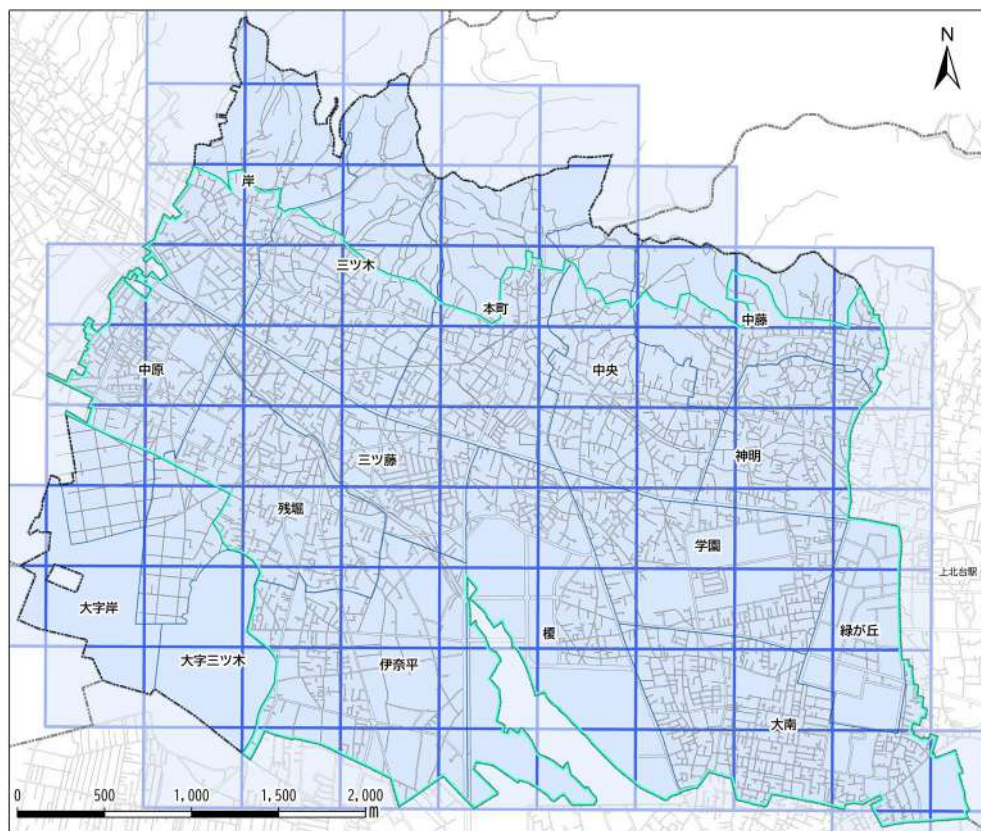 N
岸
三ツ木
本町
中藤
中原
中央
三ツ藤
神明
残堀
学園
上北台駅
大字岸
榎
緑が丘
大字三ツ木
伊奈平
大南
0 500 1,000 1,500 2,000
m